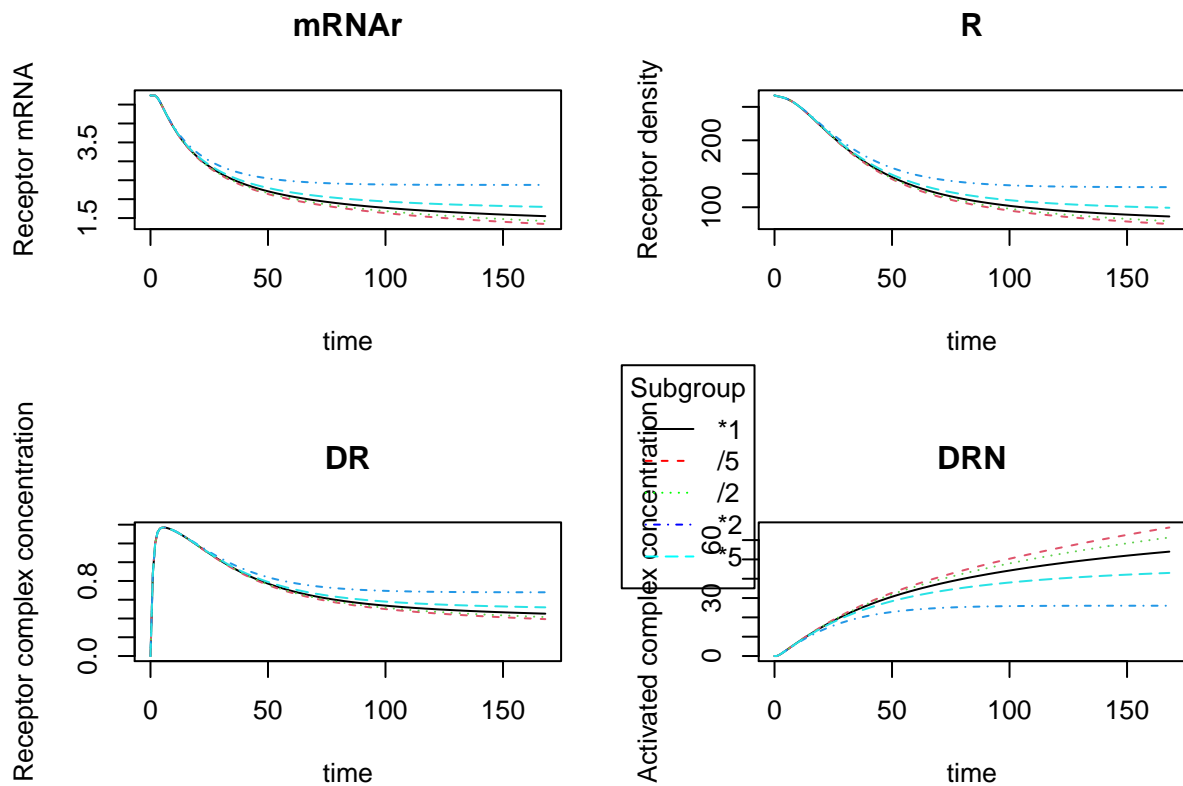 mRNAr
Receptor mRNA
3.5
1.5
0 50 100 150
time
R
Receptor density
200
100
0 50 100 150
time
DR
Receptor complex concentration
0.8
0.0
0 50 100 150
time
Subgroup
*1
/5
/2
*2
*5
DRN
Activated complex concentration
60
30
0
0 50 100 150
time